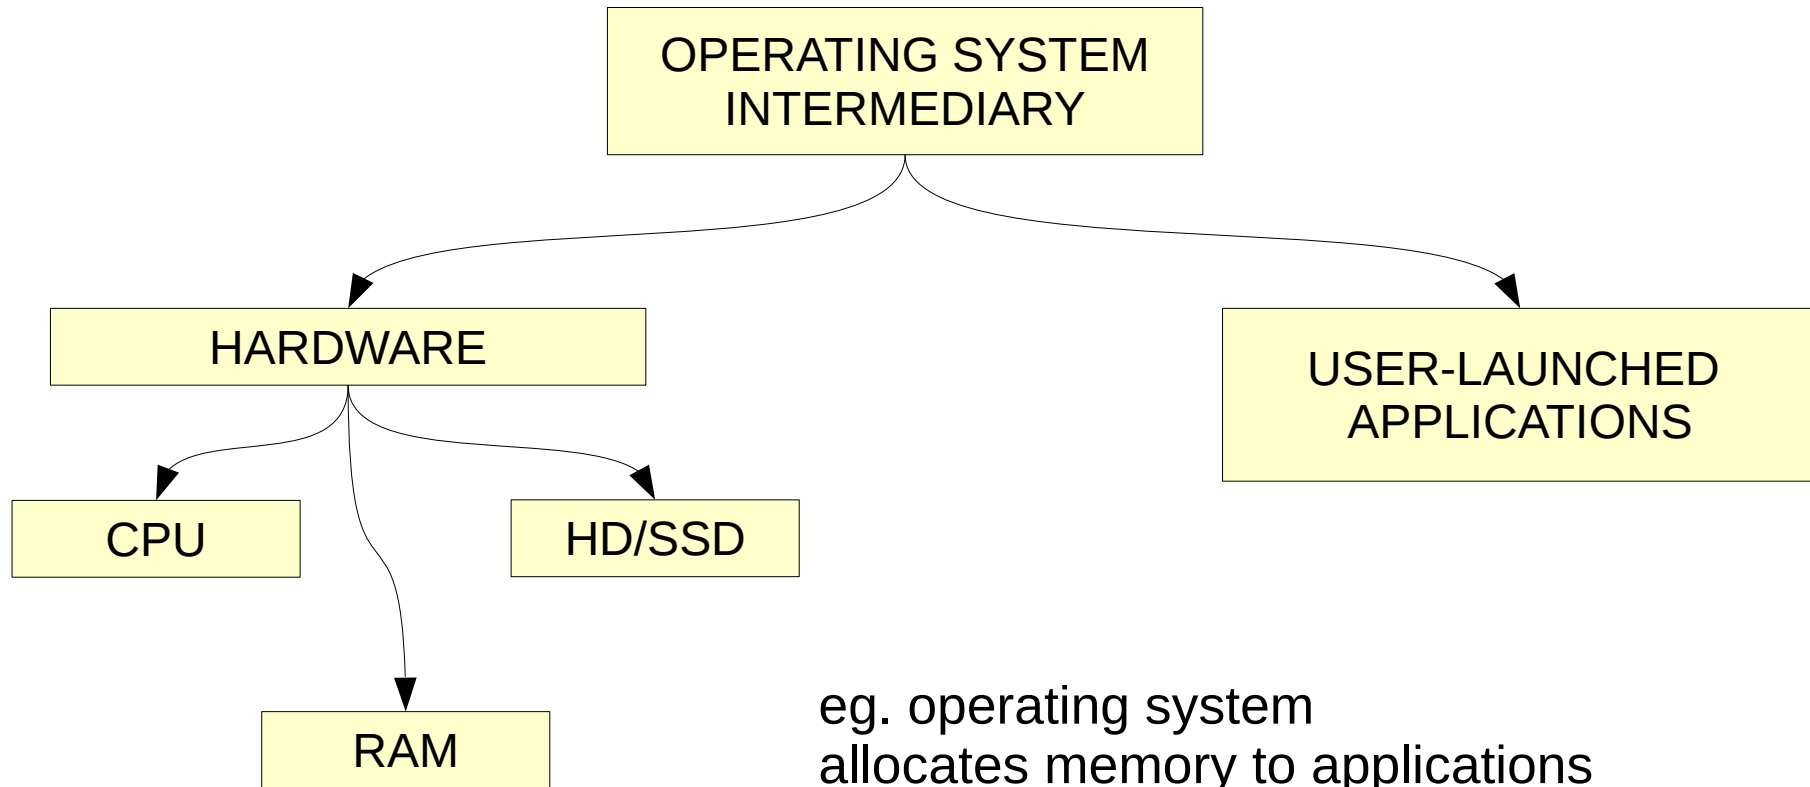 OPERATING SYSTEM
INTERMEDIARY
HARDWARE
USER-LAUNCHED
APPLICATIONS
CPU
HD/SSD
RAM
eg. operating system
allocates memory to applications